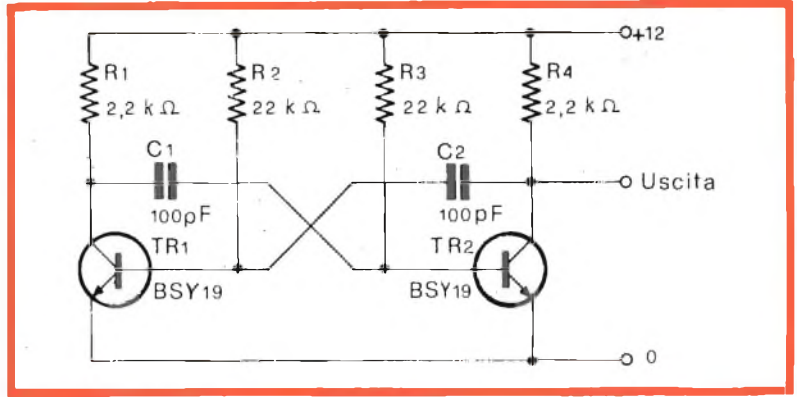 +12
R1
2,2 kΩ
R2
22 kΩ
R3
22 kΩ
R4
2,2 kΩ
C1
100pF
C2
100pF
Uscita
TR1
BSY19
TR2
BSY19
0